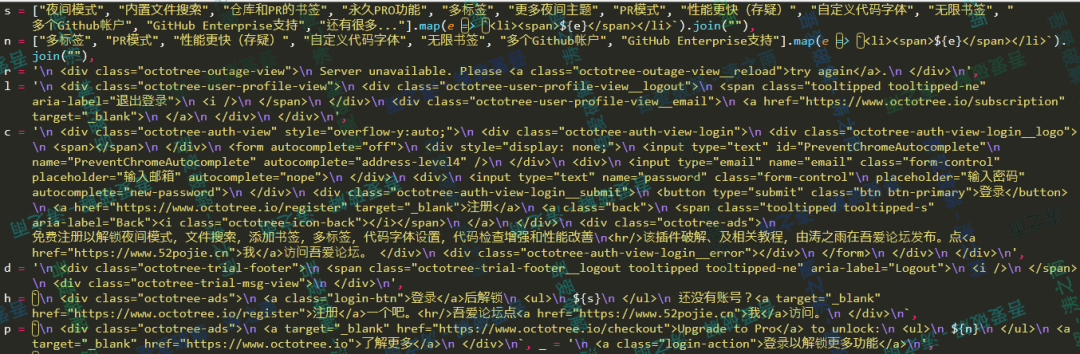 s = ["夜间模式", "内置文件搜索", "仓库和PR的书签", "永久PRO功能", "多标签", "更多夜间主题", "PR模式", "性能更快（存疑）", "自定义代码字体", "无限书签", "
多个Github帐户", "GitHub Enterprise支持", "还有很多..."].map(e => `<li><span>${e}</span></li>`).join(""),
n = ["多标签", "PR模式", "性能更快（存疑）", "自定义代码字体", "无限书签", "多个Github帐户", "GitHub Enterprise支持"].map(e => `<li><span>${e}</span></li>`).
join(""),
r = '\n <div class="octotree-outage-view">\n Server unavailable. Please <a class="octotree-outage-view__reload">try again</a>.\n </div>\n',
l = '\n <div class="octotree-user-profile-view">\n <div class="octotree-user-profile-view__logout">\n <span class="tooltipped tooltipped-ne"
aria-label="退出登录">\n <i />\n </span>\n </div>\n <div class="octotree-user-profile-view__email">\n <a href="https://www.octotree.io/subscription"
target="_blank">\n </a>\n </div>\n </div>\n',
c = '\n <div class="octotree-auth-view" style="overflow-y:auto;">\n <div class="octotree-auth-view-login">\n <div class="octotree-auth-view-login__logo">
\n <span></span>\n </div>\n <form autocomplete="off">\n <div style="display: none;">\n <input type="text" id="PreventChromeAutocomplete"\n
name="PreventChromeAutocomplete" autocomplete="address-level4" />\n </div>\n <div>\n <input type="email" name="email" class="form-control"
placeholder="输入邮箱" autocomplete="nope">\n </div>\n <div>\n <input type="text" name="password" class="form-control"\n placeholder="输入密码"
autocomplete="new-password">\n </div>\n <div class="octotree-auth-view-login__submit">\n <button type="submit" class="btn btn-primary">登录</button>
\n <a href="https://www.octotree.io/register" target="_blank">注册</a>\n <a class="back">\n <span class="tooltipped tooltipped-s"
aria-label="Back"><i class="octotree-icon-back"></i></span>\n </a>\n </div>\n <div class="octotree-ads">\n
免费注册以解锁夜间模式，文件搜索，添加书签，多标签，代码字体设置，代码检查增强和性能改善\n<hr/>该插件破解、及相关教程，由涛之雨在吾爱论坛发布。点<a
href="https://www.52pojie.cn">我</a>访问吾爱论坛。 </div>\n <div class="octotree-auth-view-login__error"></div>\n </form>\n </div>\n </div>\n',
d = '\n <div class="octotree-trial-footer">\n <span class="octotree-trial-footer__logout tooltipped tooltipped-ne" aria-label="Logout">\n <i />\n </span>
\n <div class="octotree-trial-msg-view">\n </div>\n',
h = `\n <div class="octotree-ads">\n <a class="login-btn">登录</a>后解锁\n <ul>\n ${s}\n </ul>\n 还没有账号？<a target="_blank"
href="https://www.octotree.io/register">注册</a>一个吧。<hr/>吾爱论坛点<a href="https://www.52pojie.cn">我</a>访问。\n </div>\n`,
p = `\n <div class="octotree-ads">\n <a target="_blank" href="https://www.octotree.io/checkout">Upgrade to Pro</a> to unlock:\n <ul>\n ${n}\n </ul>\n <a
target="_blank" href="https://www.octotree.io">了解更多</a>\n </div>\n`, _ = '\n <a class="login-action">登录以解锁更多功能</a>\n',